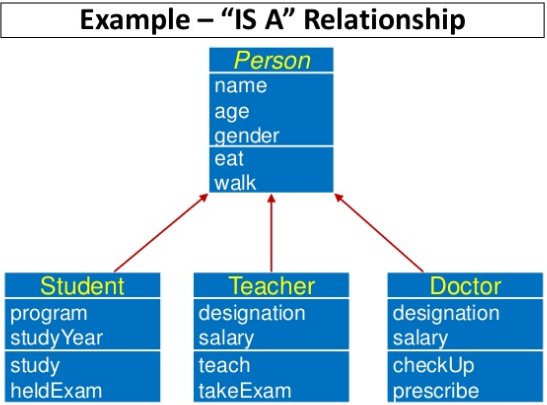 Example – “IS A” Relationship
Person
name
age
gender
eat
walk
Student
program
studyYear
study
heldExam
Teacher
designation
salary
teach
takeExam
Doctor
designation
salary
checkUp
prescribe